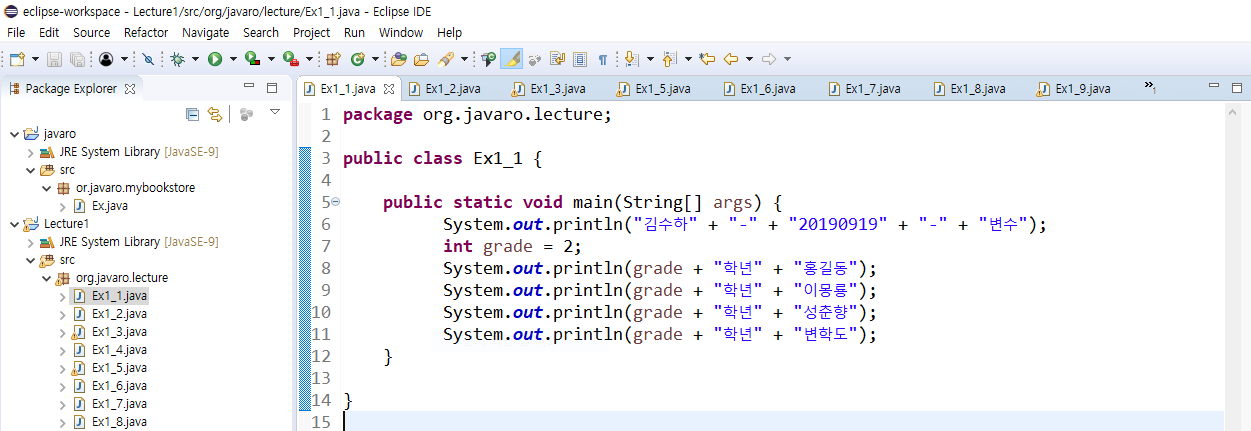 eclipse-workspace - Lecture1/src/org/javaro/lecture/Ex1_1.java - Eclipse IDE
File Edit Source Refactor Navigate Search Project Run Window Help
Package Explorer
javaro
JRE System Library [JavaSE-9]
src
or.javaro.mybookstore
Ex.java
Lecture1
JRE System Library [JavaSE-9]
src
org.javaro.lecture
Ex1_1.java
Ex1_2.java
Ex1_3.java
Ex1_4.java
Ex1_5.java
Ex1_6.java
Ex1_7.java
Ex1_8.java
Ex1_1.java Ex1_2.java Ex1_3.java Ex1_5.java Ex1_6.java Ex1_7.java Ex1_8.java Ex1_9.java »1
1 package org.javaro.lecture;
2
3 public class Ex1_1 {
4
5 public static void main(String[] args) {
6 System.out.println("김수하" + "-" + "20190919" + "-" + "변수");
7 int grade = 2;
8 System.out.println(grade + "학년" + "홍길동");
9 System.out.println(grade + "학년" + "이몽룡");
10 System.out.println(grade + "학년" + "성춘향");
11 System.out.println(grade + "학년" + "변학도");
12 }
13
14 }
15